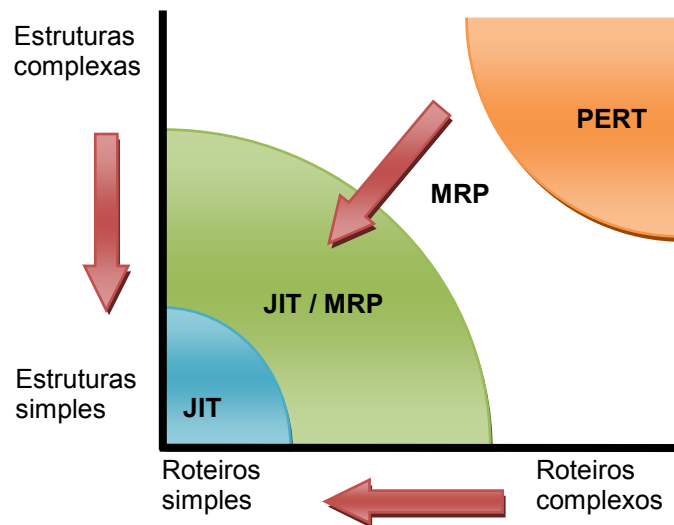 Estruturas
complexas
PERT
MRP
JIT / MRP
Estruturas
simples
JIT
Roteiros
simples
Roteiros
complexos